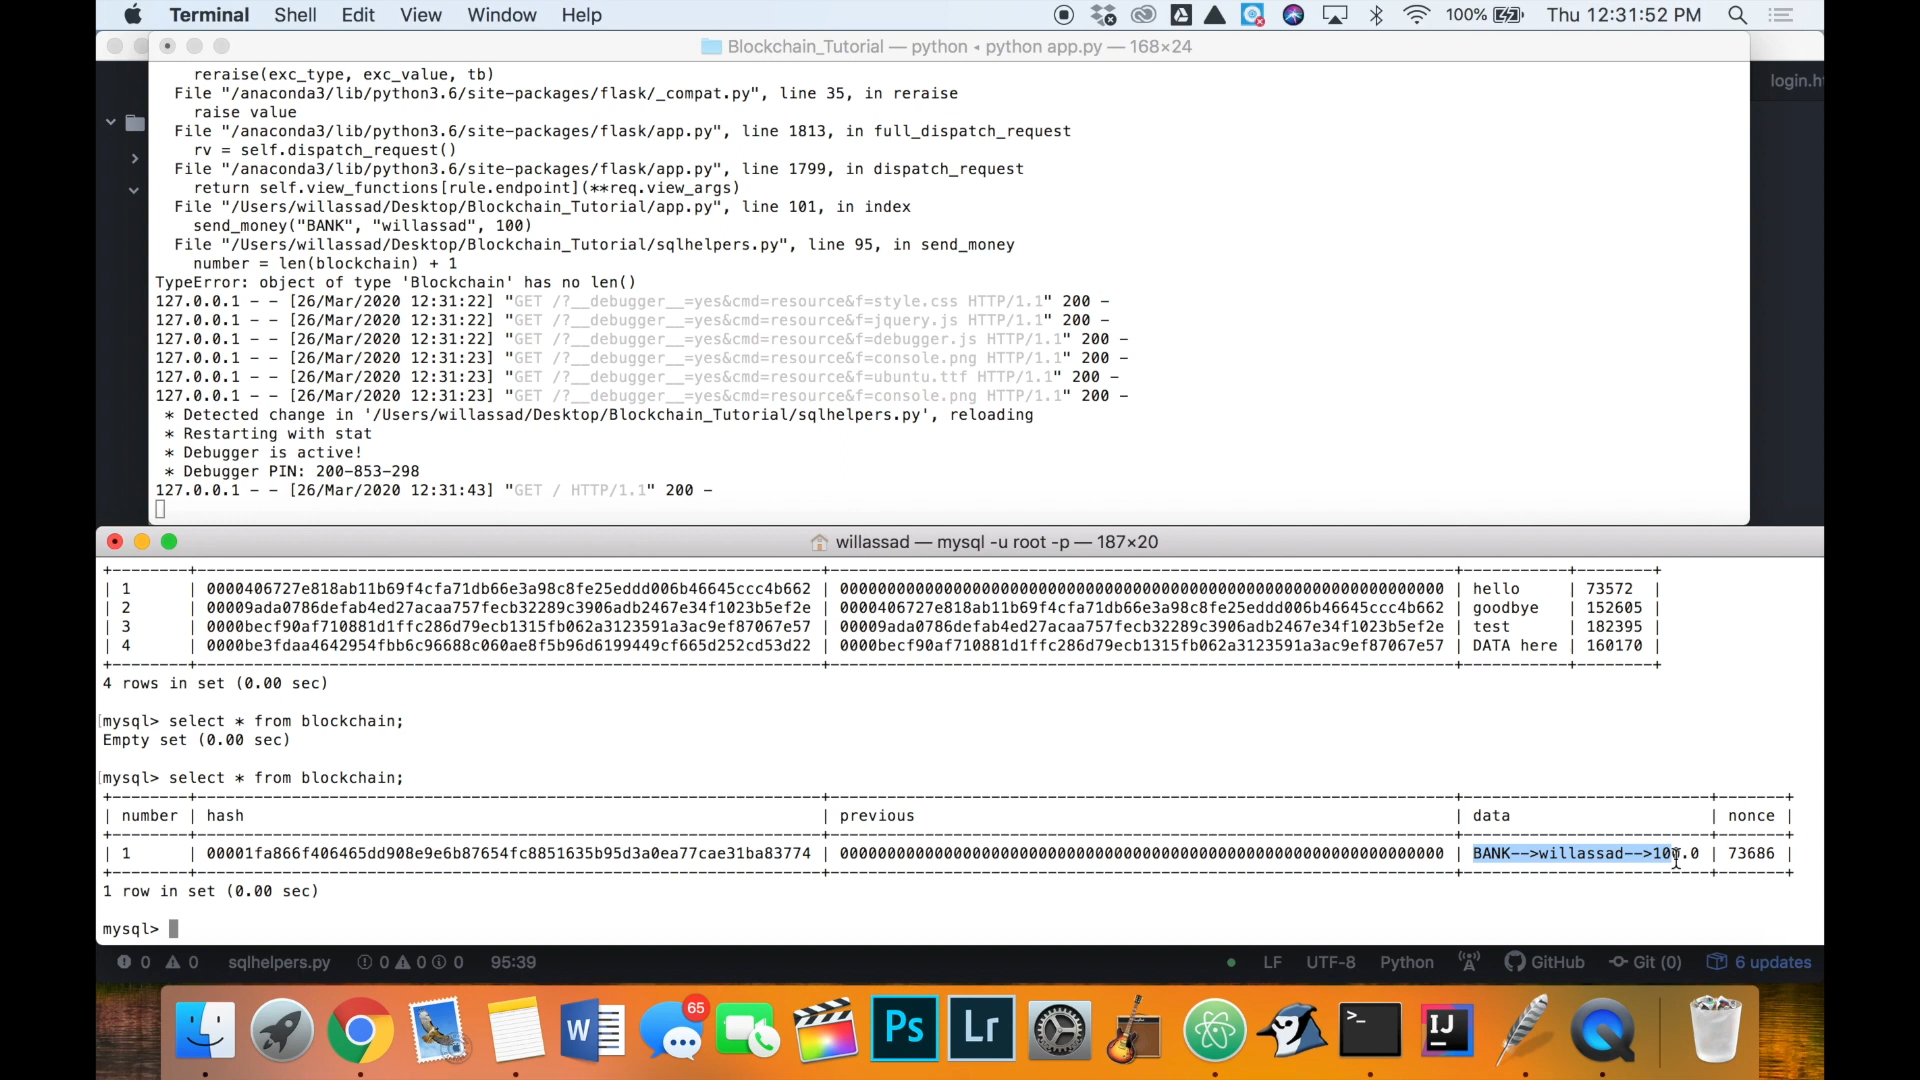 Terminal Shell Edit View Window Help 100% Thu 12:31:52 PM
Blockchain_Tutorial — python ◂ python app.py — 168×24
login.h
reraise(exc_type, exc_value, tb)
File "/anaconda3/lib/python3.6/site-packages/flask/_compat.py", line 35, in reraise
raise value
File "/anaconda3/lib/python3.6/site-packages/flask/app.py", line 1813, in full_dispatch_request
rv = self.dispatch_request()
File "/anaconda3/lib/python3.6/site-packages/flask/app.py", line 1799, in dispatch_request
return self.view_functions[rule.endpoint](**req.view_args)
File "/Users/willassad/Desktop/Blockchain_Tutorial/app.py", line 101, in index
send_money("BANK", "willassad", 100)
File "/Users/willassad/Desktop/Blockchain_Tutorial/sqlhelpers.py", line 95, in send_money
number = len(blockchain) + 1
TypeError: object of type 'Blockchain' has no len()
127.0.0.1 - - [26/Mar/2020 12:31:22] "GET /?__debugger__=yes&cmd=resource&f=style.css HTTP/1.1" 200 -
127.0.0.1 - - [26/Mar/2020 12:31:22] "GET /?__debugger__=yes&cmd=resource&f=jquery.js HTTP/1.1" 200 -
127.0.0.1 - - [26/Mar/2020 12:31:22] "GET /?__debugger__=yes&cmd=resource&f=debugger.js HTTP/1.1" 200 -
127.0.0.1 - - [26/Mar/2020 12:31:23] "GET /?__debugger__=yes&cmd=resource&f=console.png HTTP/1.1" 200 -
127.0.0.1 - - [26/Mar/2020 12:31:23] "GET /?__debugger__=yes&cmd=resource&f=ubuntu.ttf HTTP/1.1" 200 -
127.0.0.1 - - [26/Mar/2020 12:31:23] "GET /?__debugger__=yes&cmd=resource&f=console.png HTTP/1.1" 200 -
* Detected change in '/Users/willassad/Desktop/Blockchain_Tutorial/sqlhelpers.py', reloading
* Restarting with stat
* Debugger is active!
* Debugger PIN: 200-853-298
127.0.0.1 - - [26/Mar/2020 12:31:43] "GET / HTTP/1.1" 200 -
willassad — mysql -u root -p — 187×20
| 1 | 0000406727e818ab11b69f4cfa71db66e3a98c8fe25eddd006b46645ccc4b662 | 0000000000000000000000000000000000000000000000000000000000000000 | hello | 73572 |
| 2 | 00009ada0786defab4ed27acaa757fecb32289c3906adb2467e34f1023b5ef2e | 0000406727e818ab11b69f4cfa71db66e3a98c8fe25eddd006b46645ccc4b662 | goodbye | 152605 |
| 3 | 0000becf90af710881d1ffc286d79ecb1315fb062a3123591a3ac9ef87067e57 | 00009ada0786defab4ed27acaa757fecb32289c3906adb2467e34f1023b5ef2e | test | 182395 |
| 4 | 0000be3fdaa4642954fbb6c96688c060ae8f5b96d6199449cf665d252cd53d22 | 0000becf90af710881d1ffc286d79ecb1315fb062a3123591a3ac9ef87067e57 | DATA here | 160170 |
4 rows in set (0.00 sec)
[mysql> select * from blockchain;
Empty set (0.00 sec)
[mysql> select * from blockchain;
| number | hash | previous | data | nonce |
| 1 | 00001fa866f406465dd908e9e6b87654fc8851635b95d3a0ea77cae31ba83774 | 0000000000000000000000000000000000000000000000000000000000000000 | BANK-->willassad-->100.0 | 73686 |
1 row in set (0.00 sec)
mysql>
0 0 sqlhelpers.py 0 0 0 95:39 LF UTF-8 Python GitHub Git (0) 6 updates
65
W Ps Lr >_ IJ